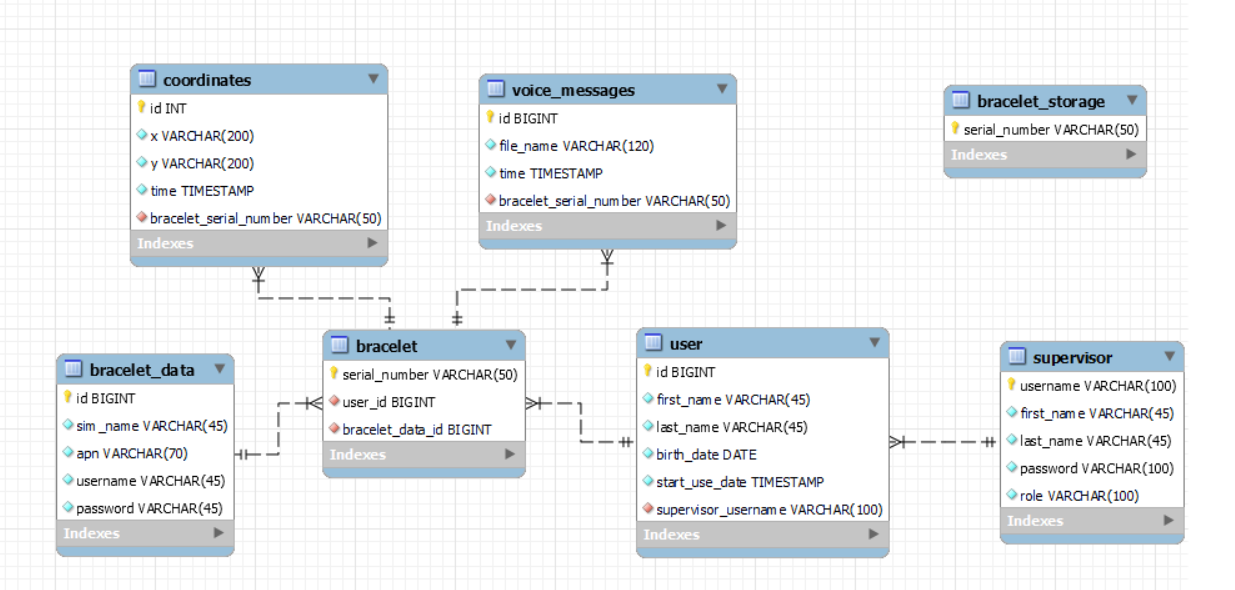 coordinates
id INT
x VARCHAR(200)
y VARCHAR(200)
time TIMESTAMP
bracelet_serial_number VARCHAR(50)
Indexes
voice_messages
id BIGINT
file_name VARCHAR(120)
time TIMESTAMP
bracelet_serial_number VARCHAR(50)
Indexes
bracelet_storage
serial_number VARCHAR(50)
Indexes
bracelet_data
id BIGINT
sim_name VARCHAR(45)
apn VARCHAR(70)
username VARCHAR(45)
password VARCHAR(45)
Indexes
bracelet
serial_number VARCHAR(50)
user_id BIGINT
bracelet_data_id BIGINT
Indexes
user
id BIGINT
first_name VARCHAR(45)
last_name VARCHAR(45)
birth_date DATE
start_use_date TIMESTAMP
supervisor_username VARCHAR(100)
Indexes
supervisor
username VARCHAR(100)
first_name VARCHAR(45)
last_name VARCHAR(45)
password VARCHAR(100)
role VARCHAR(100)
Indexes